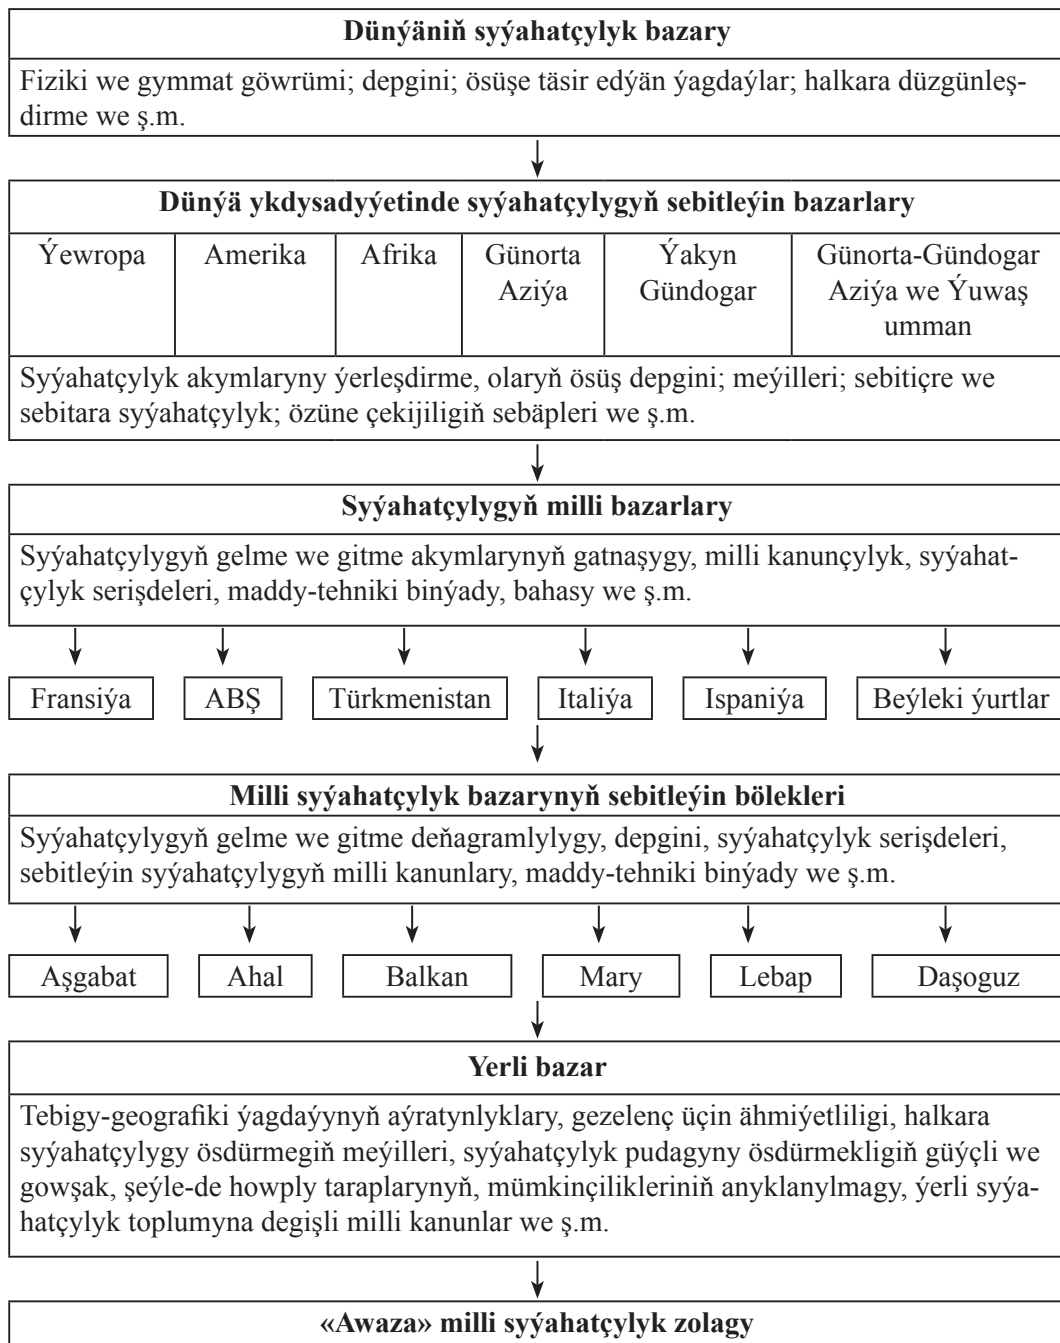 Dünýäniň syýahatçylyk bazary
Fiziki we gymmat göwrümi; depgini; ösüşe täsir edýän ýagdaýlar; halkara düzgünleş-
dirme we ş.m.
Dünýä ykdysadyýetinde syýahatçylygyň sebitleýin bazarlary
Ýewropa
Amerika
Afrika
Günorta
Aziýa
Ýakyn
Gündogar
Günorta-Gündogar
Aziýa we Ýuwaş
umman
Syýahatçylyk akymlaryny ýerleşdirme, olaryň ösüş depgini; meýilleri; sebitiçre we
sebitara syýahatçylyk; özüne çekijiligiň sebäpleri we ş.m.
Syýahatçylygyň milli bazarlary
Syýahatçylygyň gelme we gitme akymlarynyň gatnaşygy, milli kanunçylyk, syýahat-
çylyk serişdeleri, maddy-tehniki binýady, bahasy we ş.m.
Fransiýa
ABŞ
Türkmenistan
Italiýa
Ispaniýa
Beýleki ýurtlar
Milli syýahatçylyk bazarynyň sebitleýin bölekleri
Syýahatçylygyň gelme we gitme deňagramlylygy, depgini, syýahatçylyk serişdeleri,
sebitleýin syýahatçylygyň milli kanunlary, maddy-tehniki binýady we ş.m.
Aşgabat
Ahal
Balkan
Mary
Lebap
Daşoguz
Yerli bazar
Tebigy-geografiki ýagdaýynyň aýratynlyklary, gezelenç üçin ähmiýetliligi, halkara
syýahatçylygy ösdürmegiň meýilleri, syýahatçylyk pudagyny ösdürmekligiň güýçli we
gowşak, şeýle-de howply taraplarynyň, mümkinçilikleriniň anyklanylmagy, ýerli syýa-
hatçylyk toplumyna degişli milli kanunlar we ş.m.
«Awaza» milli syýahatçylyk zolagy